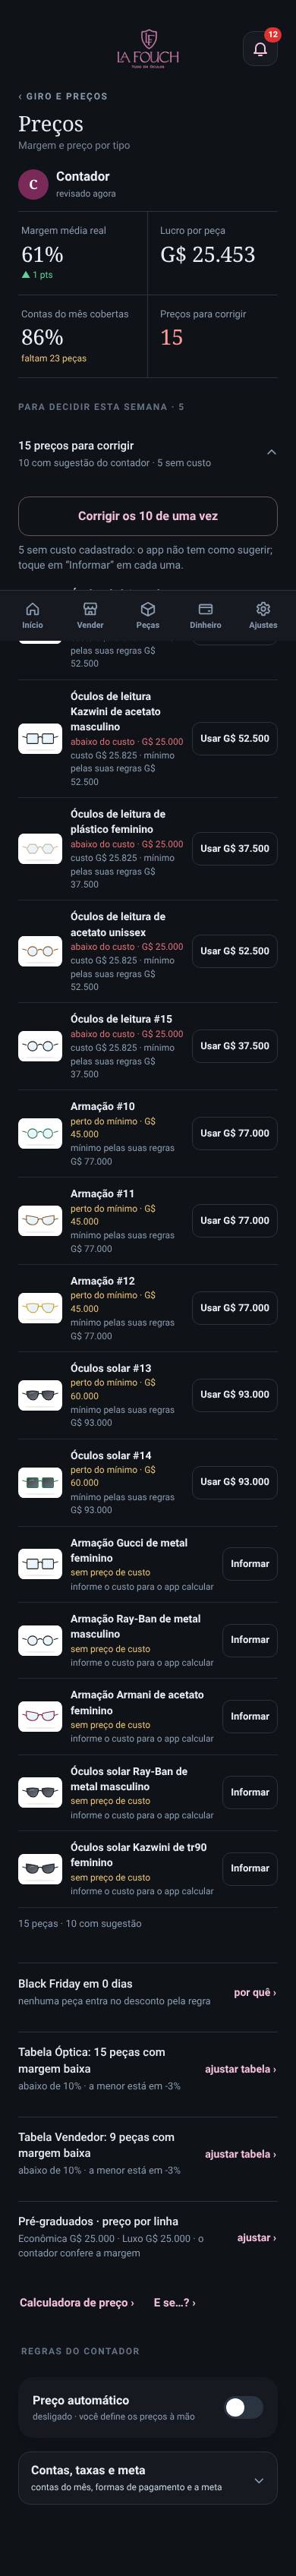 LA FOUCH
12
‹ GIRO E PREÇOS
Preços
Margem e preço por tipo
C
Contador
revisado agora
Margem média real
61%
▲ 1 pts
Lucro por peça
G$ 25.453
Contas do mês cobertas
86%
faltam 23 peças
Preços para corrigir
15
PARA DECIDIR ESTA SEMANA · 5
15 preços para corrigir
10 com sugestão do contador · 5 sem custo
Corrigir os 10 de uma vez
5 sem custo cadastrado: o app não tem como sugerir;
toque em “Informar” em cada uma.
Início
Vender
Peças
Dinheiro
Ajustes
pelas suas regras G$
52.500
Óculos de leitura
Kazwini de acetato
masculino
abaixo do custo · G$ 25.000
custo G$ 25.825 · mínimo
pelas suas regras G$
52.500
Usar G$ 52.500
Óculos de leitura de
plástico feminino
abaixo do custo · G$ 25.000
custo G$ 25.825 · mínimo
pelas suas regras G$
37.500
Usar G$ 37.500
Óculos de leitura de
acetato unissex
abaixo do custo · G$ 25.000
custo G$ 25.825 · mínimo
pelas suas regras G$
52.500
Usar G$ 52.500
Óculos de leitura #15
abaixo do custo · G$ 25.000
custo G$ 25.825 · mínimo
pelas suas regras G$
37.500
Usar G$ 37.500
Armação #10
perto do mínimo · G$
45.000
mínimo pelas suas regras
G$ 77.000
Usar G$ 77.000
Armação #11
perto do mínimo · G$
45.000
mínimo pelas suas regras
G$ 77.000
Usar G$ 77.000
Armação #12
perto do mínimo · G$
45.000
mínimo pelas suas regras
G$ 77.000
Usar G$ 77.000
Óculos solar #13
perto do mínimo · G$
60.000
mínimo pelas suas regras
G$ 93.000
Usar G$ 93.000
Óculos solar #14
perto do mínimo · G$
60.000
mínimo pelas suas regras
G$ 93.000
Usar G$ 93.000
Armação Gucci de metal
feminino
sem preço de custo
informe o custo para o app calcular
Informar
Armação Ray-Ban de metal
masculino
sem preço de custo
informe o custo para o app calcular
Informar
Armação Armani de acetato
feminino
sem preço de custo
informe o custo para o app calcular
Informar
Óculos solar Ray-Ban de
metal masculino
sem preço de custo
informe o custo para o app calcular
Informar
Óculos solar Kazwini de tr90
feminino
sem preço de custo
informe o custo para o app calcular
Informar
15 peças · 10 com sugestão
Black Friday em 0 dias
nenhuma peça entra no desconto pela regra
por quê ›
Tabela Óptica: 15 peças com
margem baixa
abaixo de 10% · a menor está em -3%
ajustar tabela ›
Tabela Vendedor: 9 peças com
margem baixa
abaixo de 10% · a menor está em -3%
ajustar tabela ›
Pré-graduados · preço por linha
Econômica G$ 25.000 · Luxo G$ 25.000 · o
contador confere a margem
ajustar ›
Calculadora de preço ›
E se…? ›
REGRAS DO CONTADOR
Preço automático
desligado · você define os preços à mão
Contas, taxas e meta
contas do mês, formas de pagamento e a meta